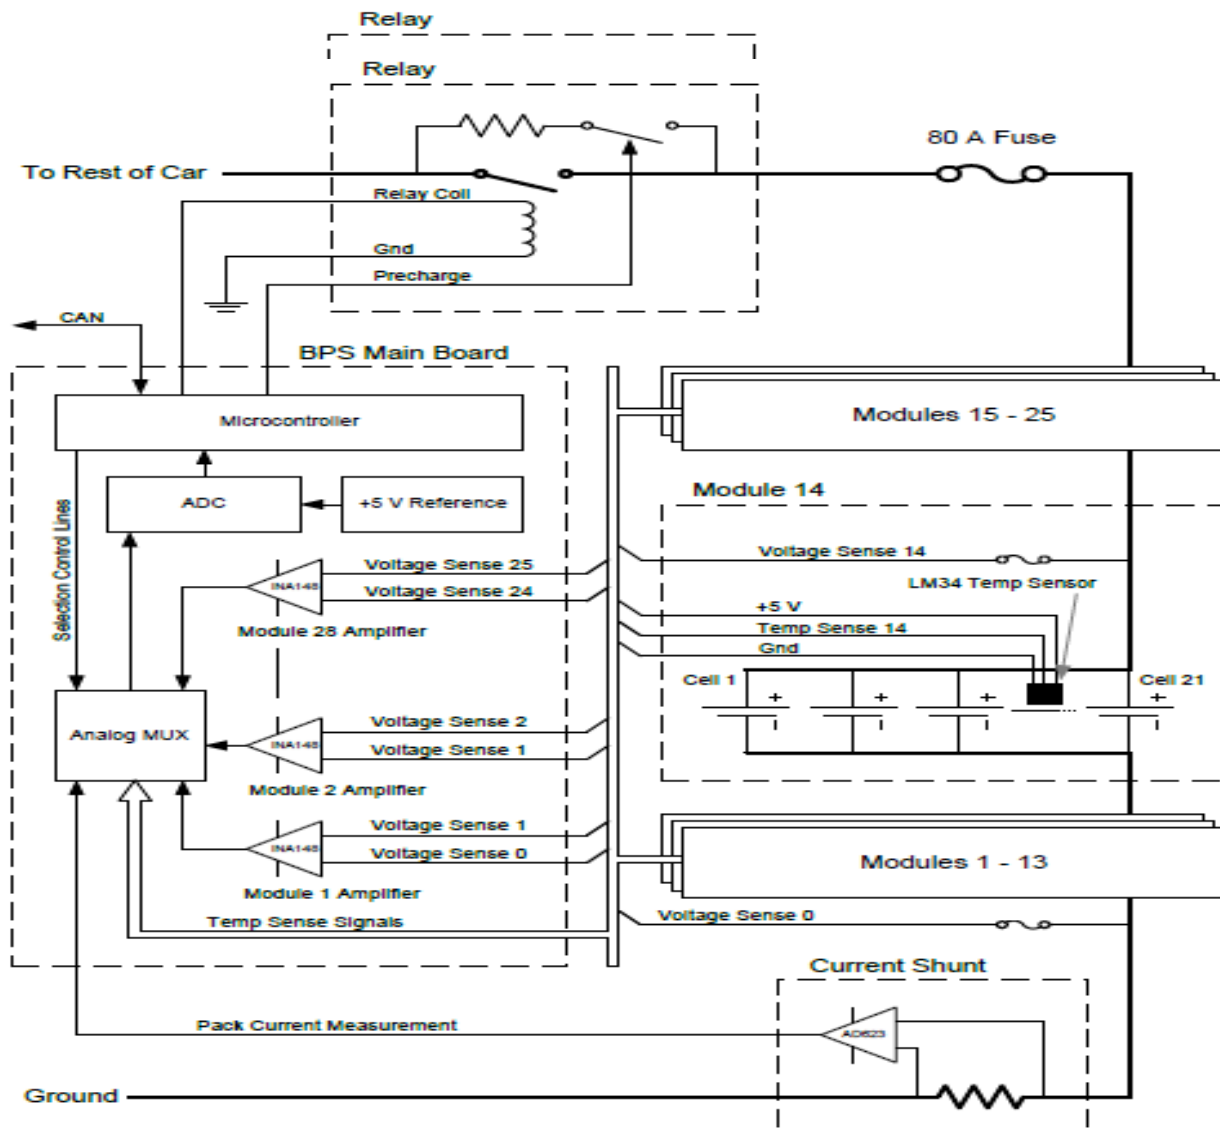 Relay
Relay
80 A Fuse
To Rest of Car
Relay Coil
Gnd
Precharge
CAN
BPS Main Board
Microcontroller
Modules 15 - 25
ADC
+5 V Reference
Module 14
Selection Control Lines
Voltage Sense 25
Voltage Sense 14
INA148
Voltage Sense 24
LM34 Temp Sensor
+5 V
Module 28 Amplifier
Temp Sense 14
Gnd
Cell 1
+
+
+
Cell 21
+
Voltage Sense 2
Analog MUX
INA148
Voltage Sense 1
Module 2 Amplifier
Voltage Sense 1
INA148
Voltage Sense 0
Modules 1 - 13
Module 1 Amplifier
Temp Sense Signals
Voltage Sense 0
Current Shunt
Pack Current Measurement
AD623
Ground